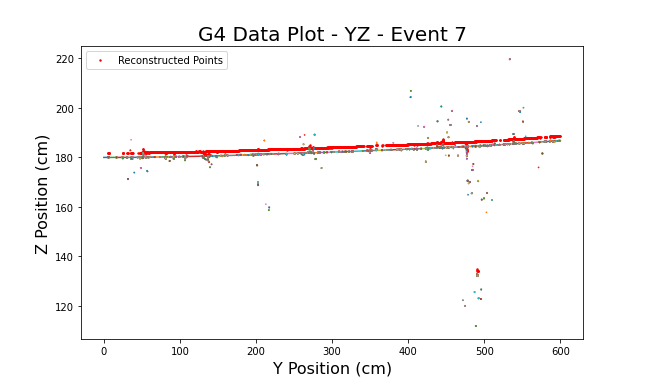 G4 Data Plot - YZ - Event 7
Reconstructed Points
Z Position (cm)
220
200
180
160
140
120
0 100 200 300 400 500 600
Y Position (cm)